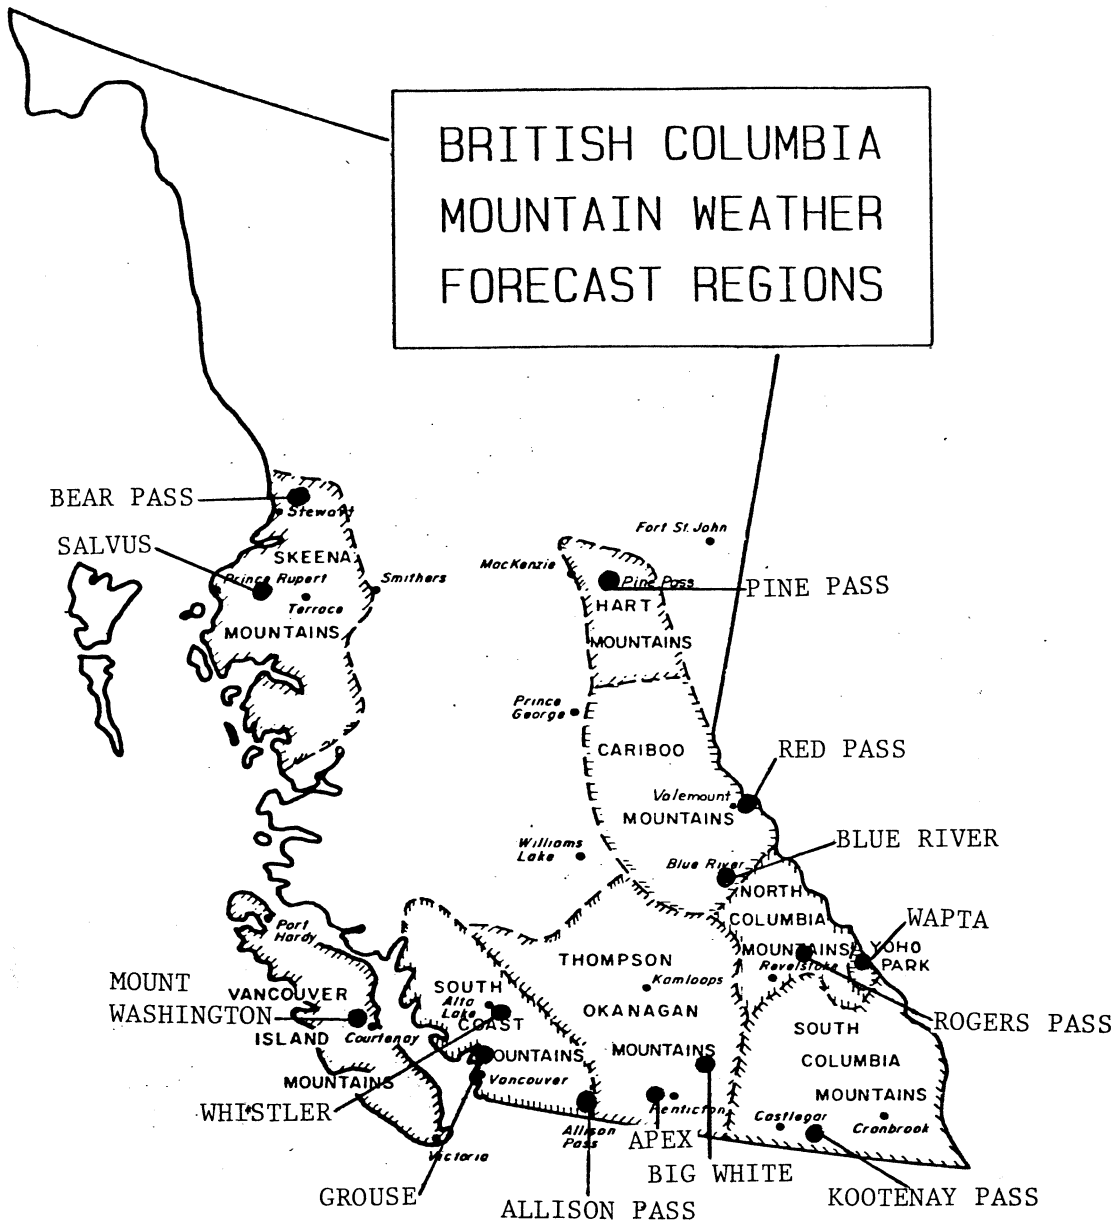 BRITISH COLUMBIA
MOUNTAIN WEATHER
FORECAST REGIONS
BEAR PASS
Stewart
SALVUS
SKEENA
Prince Rupert
Smithers
Terrace
MOUNTAINS
Fort St. John
MacKenzie
Pine Pass
PINE PASS
HART
MOUNTAINS
Prince
George
CARIBOO
RED PASS
Valemount
MOUNTAINS
Williams
Lake
BLUE RIVER
Blue River
NORTH
COLUMBIA
MOUNTAINS
Revelstoke
WAPTA
YOHO
PARK
Port
Hardy
THOMPSON
Kamloops
OKANAGAN
MOUNTAINS
MOUNT
WASHINGTON
VANCOUVER
ISLAND
Courtenay
MOUNTAINS
SOUTH
Alta
Lake
COAST
MOUNTAINS
Vancouver
ROGERS PASS
SOUTH
COLUMBIA
MOUNTAINS
Castlegar
Cranbrook
WHISTLER
Penticton
Allison
Pass
APEX
Victoria
BIG WHITE
GROUSE
ALLISON PASS
KOOTENAY PASS